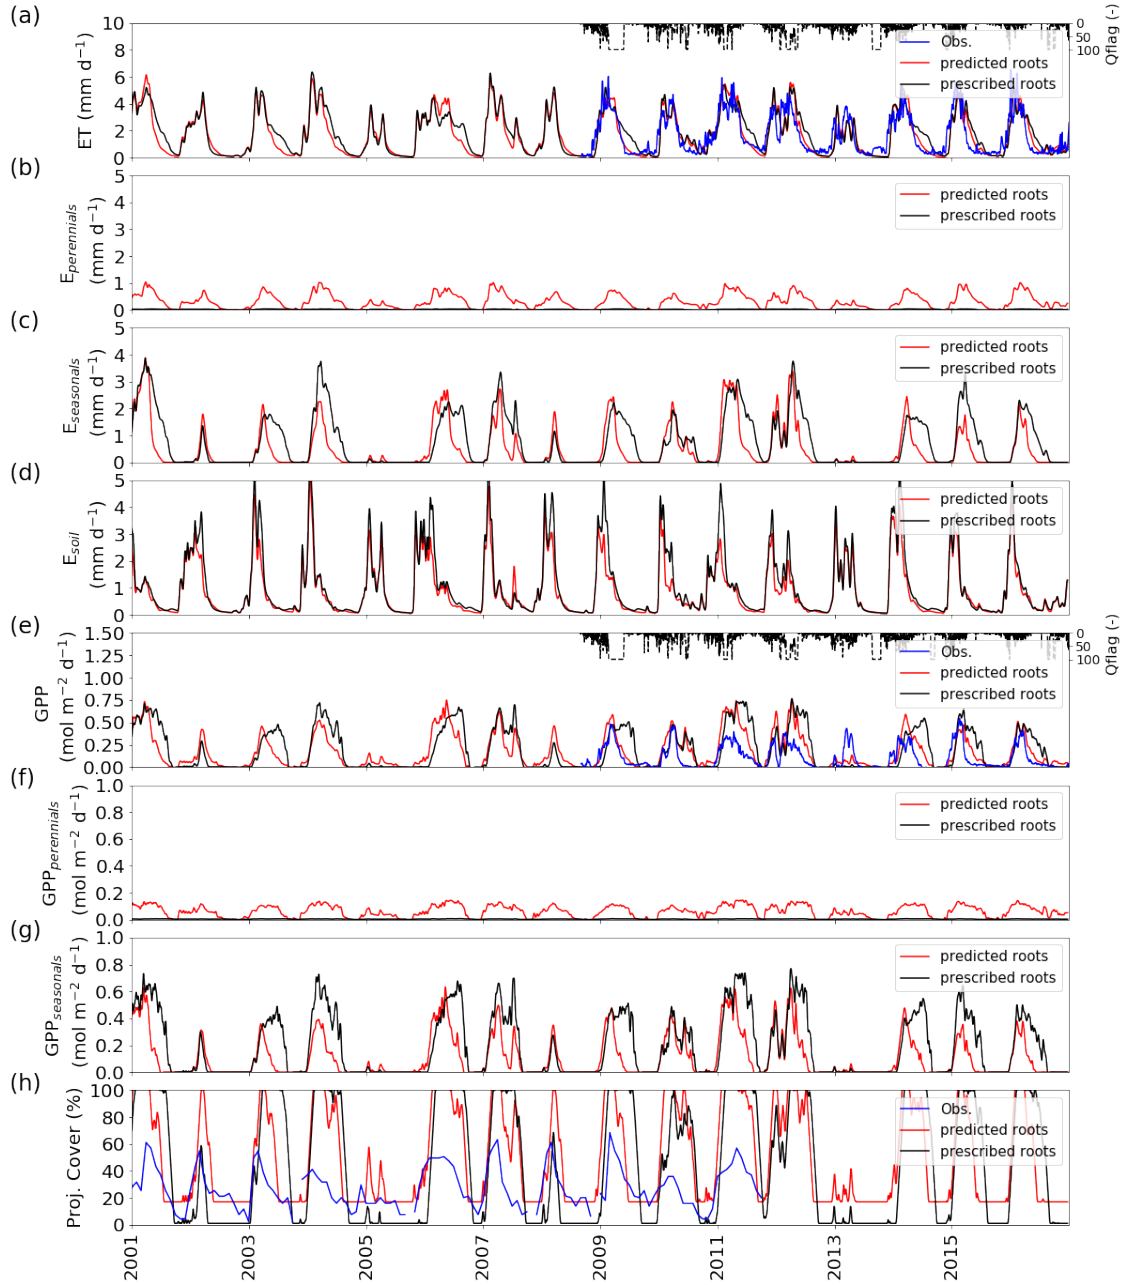 (a)
10
8
6
4
2
0
ET (mm d⁻¹)
0
50
100
Qflag (-)
Obs.
predicted roots
prescribed roots
(b)
5
4
3
2
1
0
E_perennials
(mm d⁻¹)
predicted roots
prescribed roots
(c)
5
4
3
2
1
0
E_seasonals
(mm d⁻¹)
predicted roots
prescribed roots
(d)
5
4
3
2
1
0
E_soil
(mm d⁻¹)
predicted roots
prescribed roots
(e)
1.50
1.25
1.00
0.75
0.50
0.25
0.00
GPP
(mol m⁻² d⁻¹)
0
50
100
Qflag (-)
Obs.
predicted roots
prescribed roots
(f)
1.0
0.8
0.6
0.4
0.2
0.0
GPP_perennials
(mol m⁻² d⁻¹)
predicted roots
prescribed roots
(g)
1.0
0.8
0.6
0.4
0.2
0.0
GPP_seasonals
(mol m⁻² d⁻¹)
predicted roots
prescribed roots
(h)
100
80
60
40
20
0
Proj. Cover (%)
Obs.
predicted roots
prescribed roots
2001
2003
2005
2007
2009
2011
2013
2015